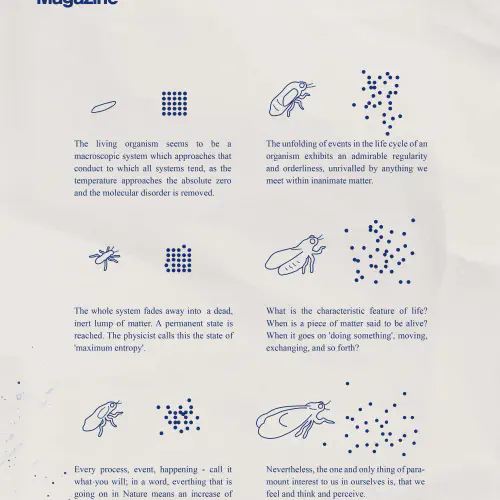 Magazine
The living organism seems to be a
macroscopic system which approaches that
conduct to which all systems tend, as the
temperature approaches the absolute zero
and the molecular disorder is removed.
The unfolding of events in the life cycle of an
organism exhibits an admirable regularity
and orderliness, unrivalled by anything we
meet within inanimate matter.
The whole system fades away into a dead,
inert lump of matter. A permanent state is
reached. The physicist calls this the state of
'maximum entropy'.
What is the characteristic feature of life?
When is a piece of matter said to be alive?
When it goes on 'doing something', moving,
exchanging, and so forth?
Every process, event, happening - call it
what you will; in a word, everthing that is
going on in Nature means an increase of
Nevertheless, the one and only thing of para-
mount interest to us in ourselves is, that we
feel and think and perceive.